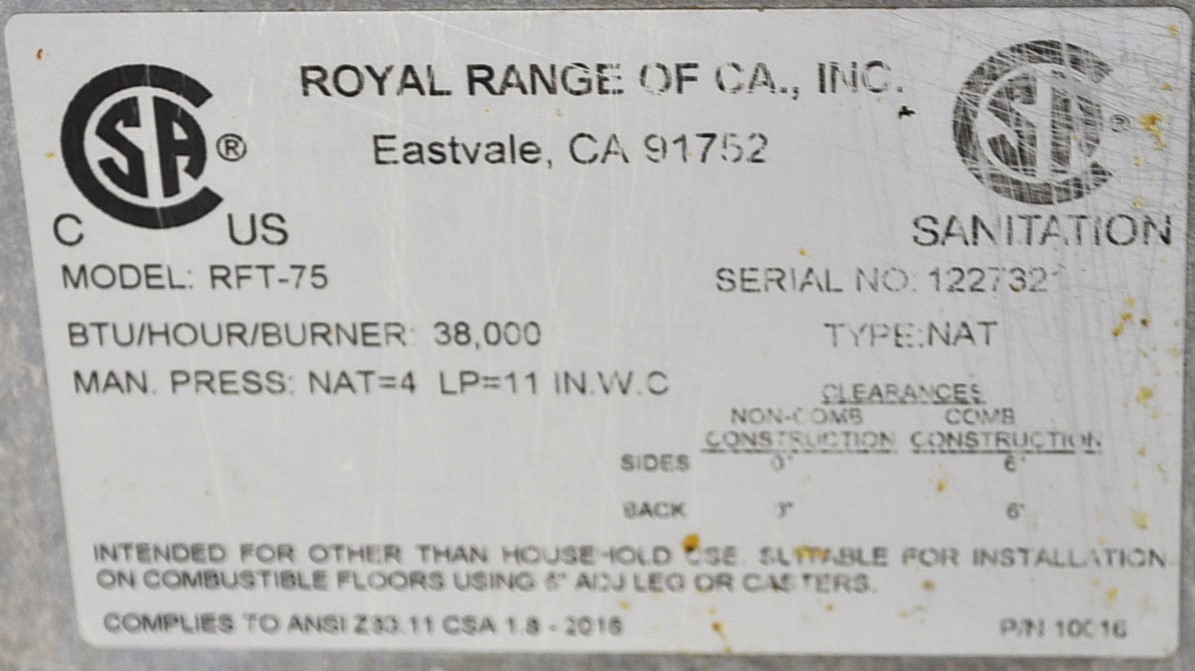 ROYAL RANGE OF CA., INC.
Eastvale, CA 91752
CSA ®
C US
CSA ®
SANITATION
MODEL: RFT-75
SERIAL NO: 1227321
BTU/HOUR/BURNER: 38,000
TYPE:NAT
MAN. PRESS: NAT=4 LP=11 IN.W.C
CLEARANCES
NON-COMB COMB
CONSTRUCTION CONSTRUCTION
SIDES 0" 6"
BACK 6"
INTENDED FOR OTHER THAN HOUSEHOLD USE. SUITABLE FOR INSTALLATION
ON COMBUSTIBLE FLOORS USING 6" ADJ LEG OR CASTERS.
COMPLIES TO ANSI Z83.11 CSA 1.8 - 2016
P/N